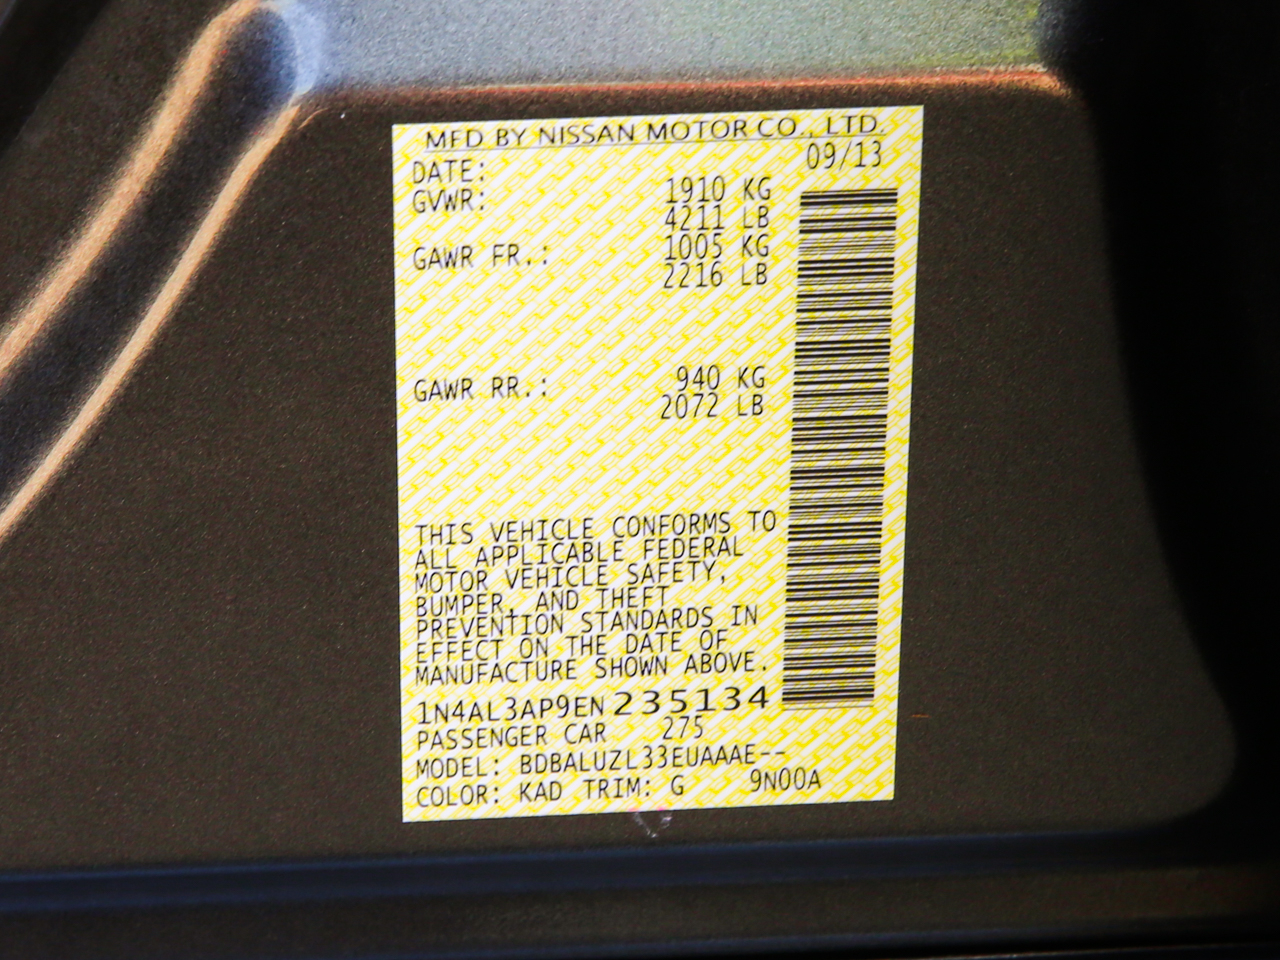 MFD BY NISSAN MOTOR CO., LTD.
DATE: 09/13
GVWR: 1910 KG
4211 LB
GAWR FR.: 1005 KG
2216 LB
GAWR RR.: 940 KG
2072 LB
THIS VEHICLE CONFORMS TO
ALL APPLICABLE FEDERAL
MOTOR VEHICLE SAFETY,
BUMPER, AND THEFT
PREVENTION STANDARDS IN
EFFECT ON THE DATE OF
MANUFACTURE SHOWN ABOVE.
1N4AL3AP9EN235134
PASSENGER CAR 275
MODEL: BDBALUZL33EUAAAE--
COLOR: KAD TRIM: G 9N00A